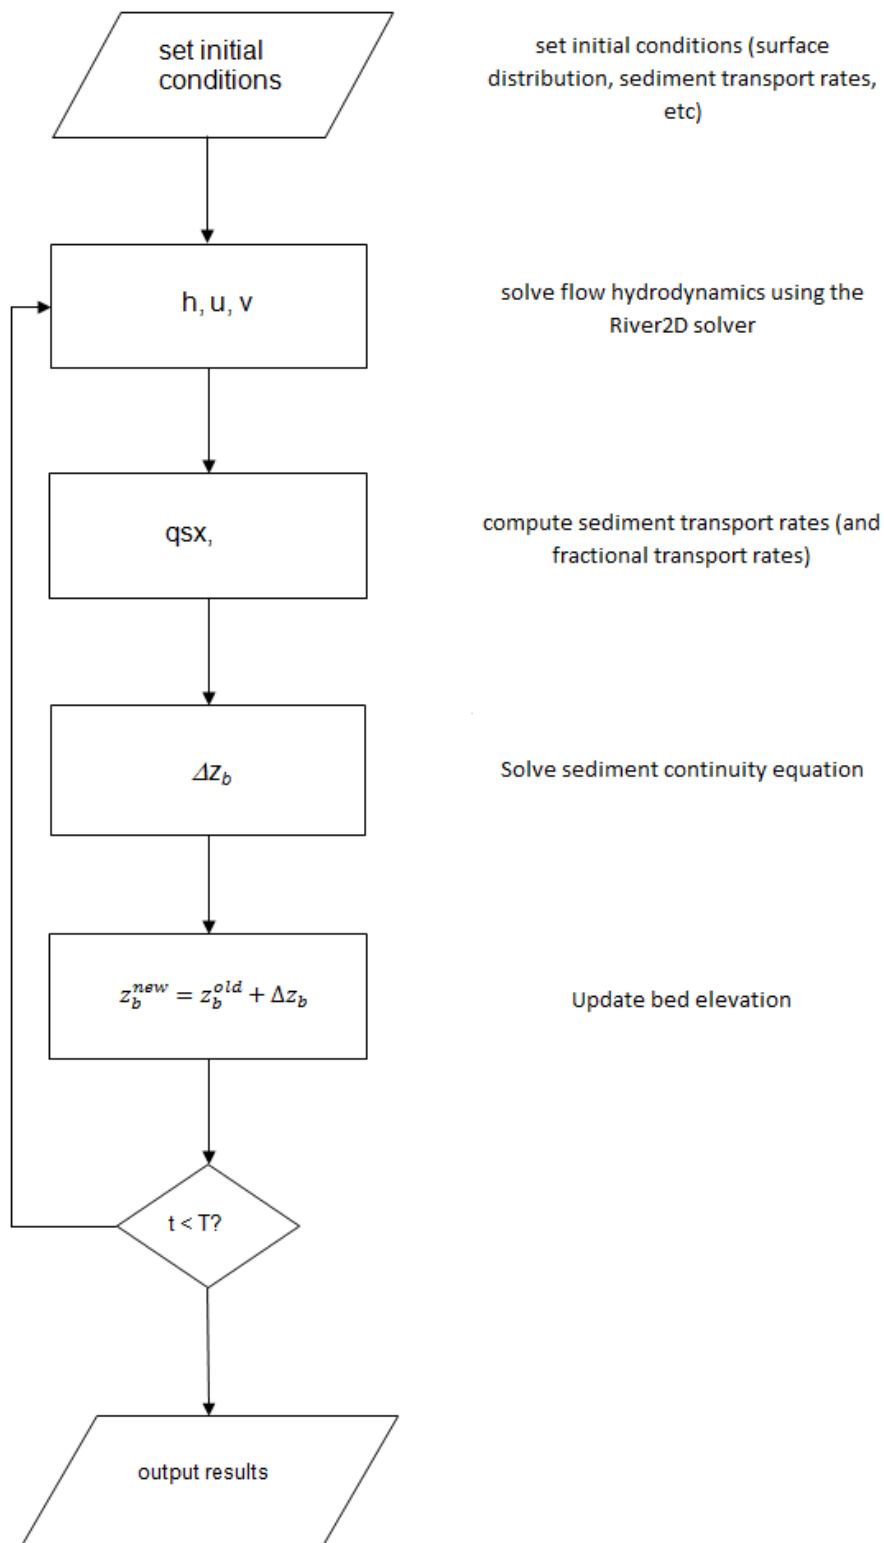 set initial
conditions
set initial conditions (surface
distribution, sediment transport rates,
etc)
h, u, v
solve flow hydrodynamics using the
River2D solver
qsx,
compute sediment transport rates (and
fractional transport rates)
Δz_b
Solve sediment continuity equation
z_b^{new} = z_b^{old} + Δz_b
Update bed elevation
t < T?
output results